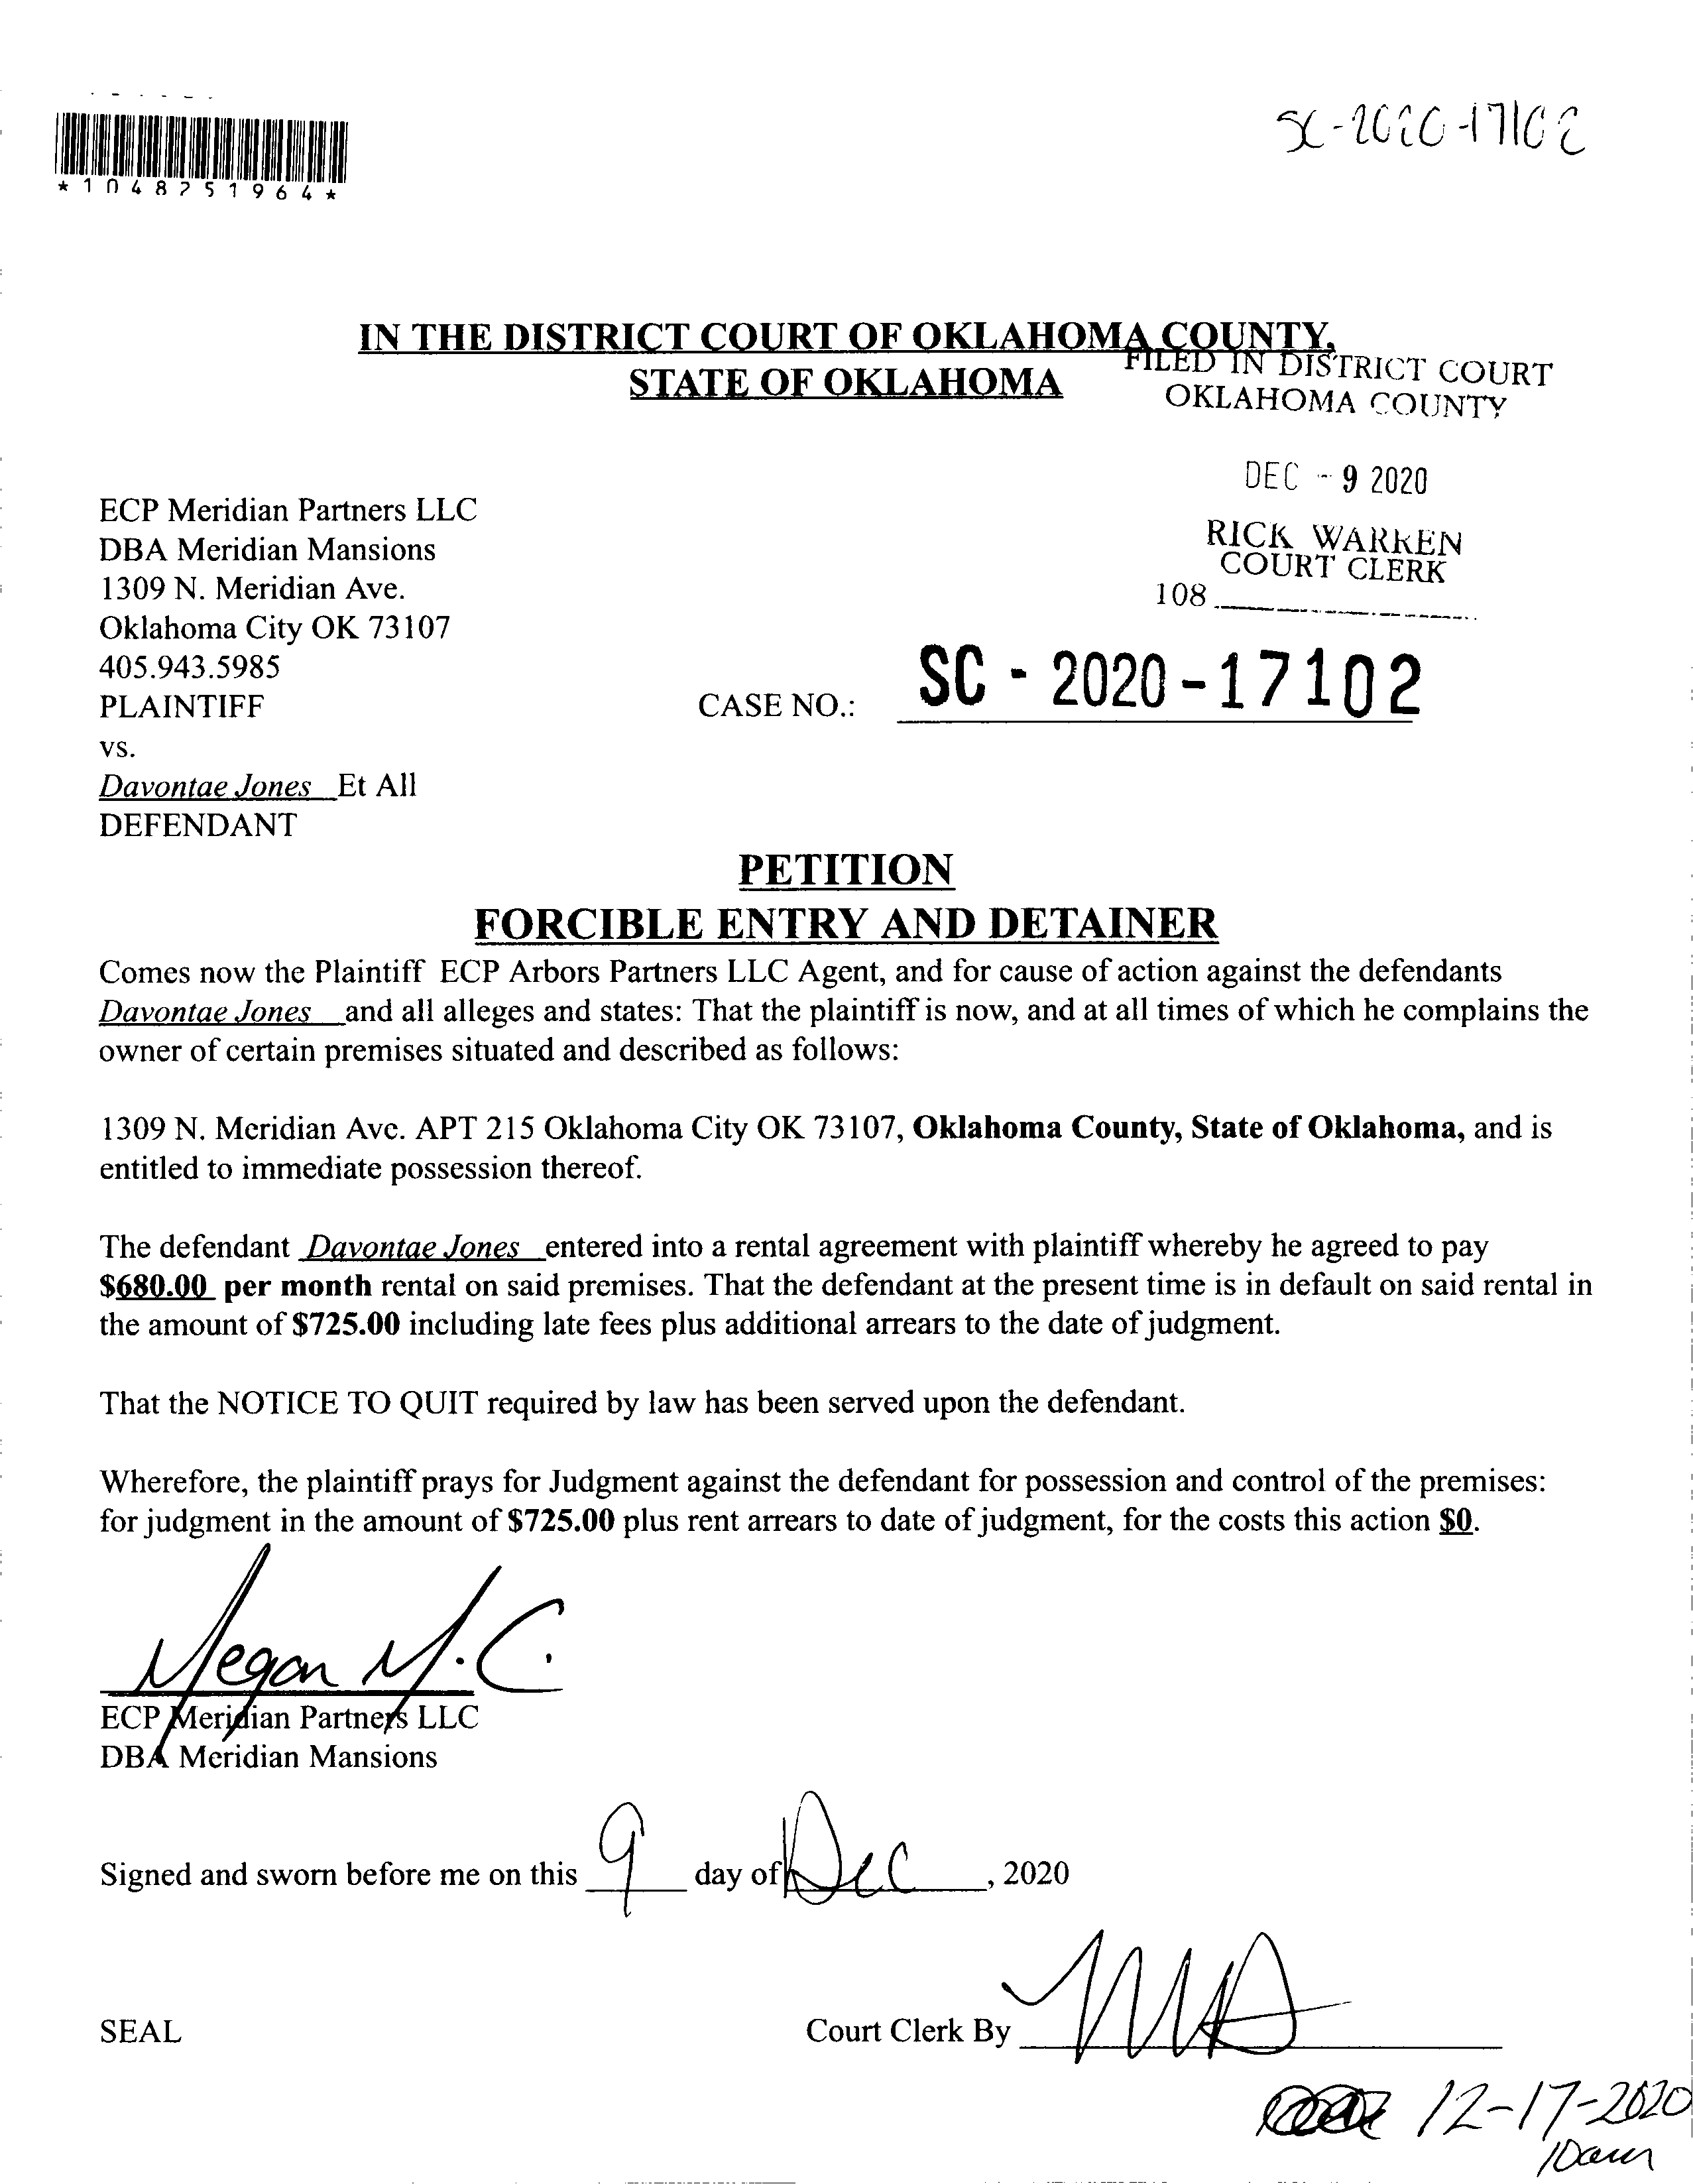 *1048251964*
SC-2020-17102
IN THE DISTRICT COURT OF OKLAHOMA COUNTY,
STATE OF OKLAHOMA
FILED IN DISTRICT COURT
OKLAHOMA COUNTY
DEC - 9 2020
RICK WARREN
COURT CLERK
108
ECP Meridian Partners LLC
DBA Meridian Mansions
1309 N. Meridian Ave.
Oklahoma City OK 73107
405.943.5985
PLAINTIFF
CASE NO.: SC - 2020 - 17102
vs.
Davontae Jones Et All
DEFENDANT
PETITION
FORCIBLE ENTRY AND DETAINER
Comes now the Plaintiff ECP Arbors Partners LLC Agent, and for cause of action against the defendants
Davontae Jones and all alleges and states: That the plaintiff is now, and at all times of which he complains the
owner of certain premises situated and described as follows:
1309 N. Meridian Ave. APT 215 Oklahoma City OK 73107, Oklahoma County, State of Oklahoma, and is
entitled to immediate possession thereof.
The defendant Davontae Jones entered into a rental agreement with plaintiff whereby he agreed to pay
$680.00 per month rental on said premises. That the defendant at the present time is in default on said rental in
the amount of $725.00 including late fees plus additional arrears to the date of judgment.
That the NOTICE TO QUIT required by law has been served upon the defendant.
Wherefore, the plaintiff prays for Judgment against the defendant for possession and control of the premises:
for judgment in the amount of $725.00 plus rent arrears to date of judgment, for the costs this action $0.
Megan M.C.
ECP Meridian Partners LLC
DBA Meridian Mansions
Signed and sworn before me on this 9 day of Dec, 2020
SEAL
Court Clerk By
12-17-2020
10am